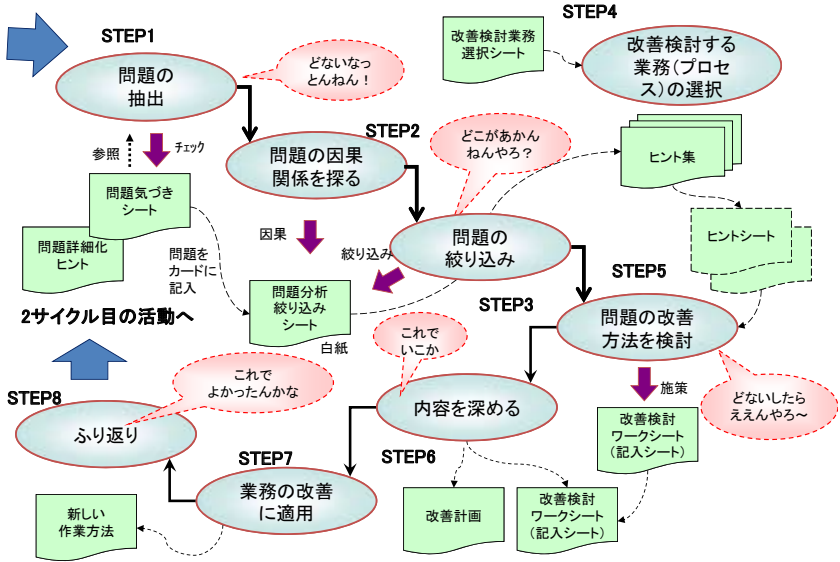 STEP1
問題の
抽出
どないなっ
とんねん！
STEP4
改善検討業務
選択シート
改善検討する
業務(プロセ
ス)の選択
参照
チェック
STEP2
問題の因果
関係を探る
どこがあかん
ねんやろ？
ヒント集
問題気づき
シート
問題詳細化
ヒント
問題を
カードに
記入
因果
絞り込み
問題の
絞り込み
ヒントシート
STEP3
問題分析
絞り込み
シート
白紙
STEP5
問題の改善
方法を検討
2サイクル目の活動へ
これで
いこか
施策
どないしたら
ええんやろ～
STEP8
これで
よかったんかな
ふり返り
内容を深める
STEP6
改善検討
ワークシート
(記入シート)
STEP7
業務の改善
に適用
新しい
作業方法
改善計画
改善検討
ワークシート
(記入シート)